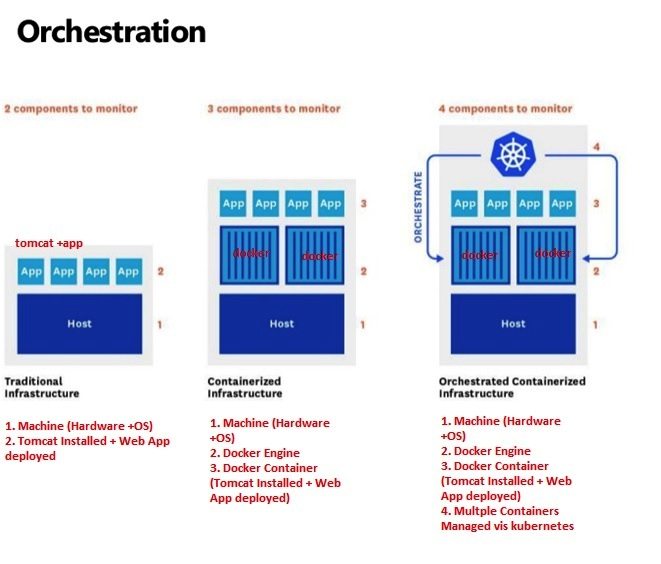 Orchestration
2 components to monitor
tomcat +app
App App App App 2
Host 1
Traditional
Infrastructure
1. Machine (Hardware +OS)
2. Tomcat Installed + Web App
deployed
3 components to monitor
App App App App 3
docker docker 2
Host 1
Containerized
Infrastructure
1. Machine (Hardware
+OS)
2. Docker Engine
3. Docker Container
(Tomcat Installed + Web
App deployed)
4 components to monitor
4
ORCHESTRATE
App App App App 3
docker docker 2
Host 1
Orchestrated Containerized
Infrastructure
1. Machine (Hardware
+OS)
2. Docker Engine
3. Docker Container
(Tomcat Installed + Web
App deployed)
4. Multple Containers
Managed vis kubernetes